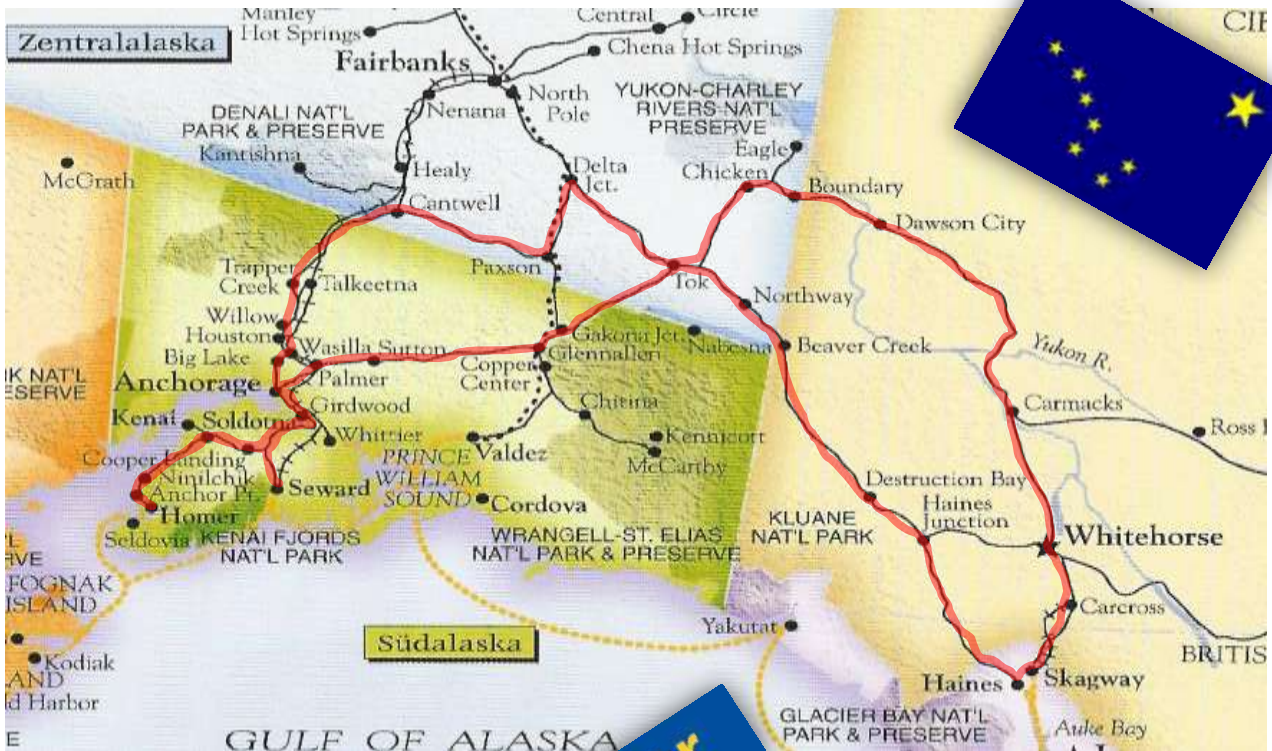 Manley
Hot Springs
Central
Circle
Zentralalaska
Chena Hot Springs
Fairbanks
YUKON-CHARLEY
RIVERS-NAT'L
PRESERVE
North
Pole
Nenana
DENALI NAT'L
PARK & PRESERVE
Kantishna
Eagle
McGrath
Healy
Delta
Jct.
Chicken
Boundary
Cantwell
Dawson City
Trapper
Creek
Talkeetna
Paxson
Tok
Northway
Willow
Houston
Big Lake
Wasilla Sutton
Gakona Jct.
Glennallen
Nabesna
Beaver Creek
Yukon R.
Anchorage
Palmer
Copper
Center
Carmacks
Kenai
Soldotna
Girdwood
Whittier
Chitina
Kennicott
McCarthy
Cooper Landing
Ninilchik
Anchor Pt.
Homer
Seldovia
Seward
PRINCE
WILLIAM
SOUND
Valdez
Cordova
Destruction Bay
Haines
Junction
KLUANE
NAT'L PARK
Whitehorse
KENAI FJORDS
NAT'L PARK
WRANGELL-ST. ELIAS
NAT'L PARK & PRESERVE
FOGNAK
ISLAND
Carcross
Südalaska
Yakutat
BRITIS
Kodiak
AND
d Harbor
Haines
Skagway
GULF OF ALASKA
GLACIER BAY NAT'L
PARK & PRESERVE
Auke Bay